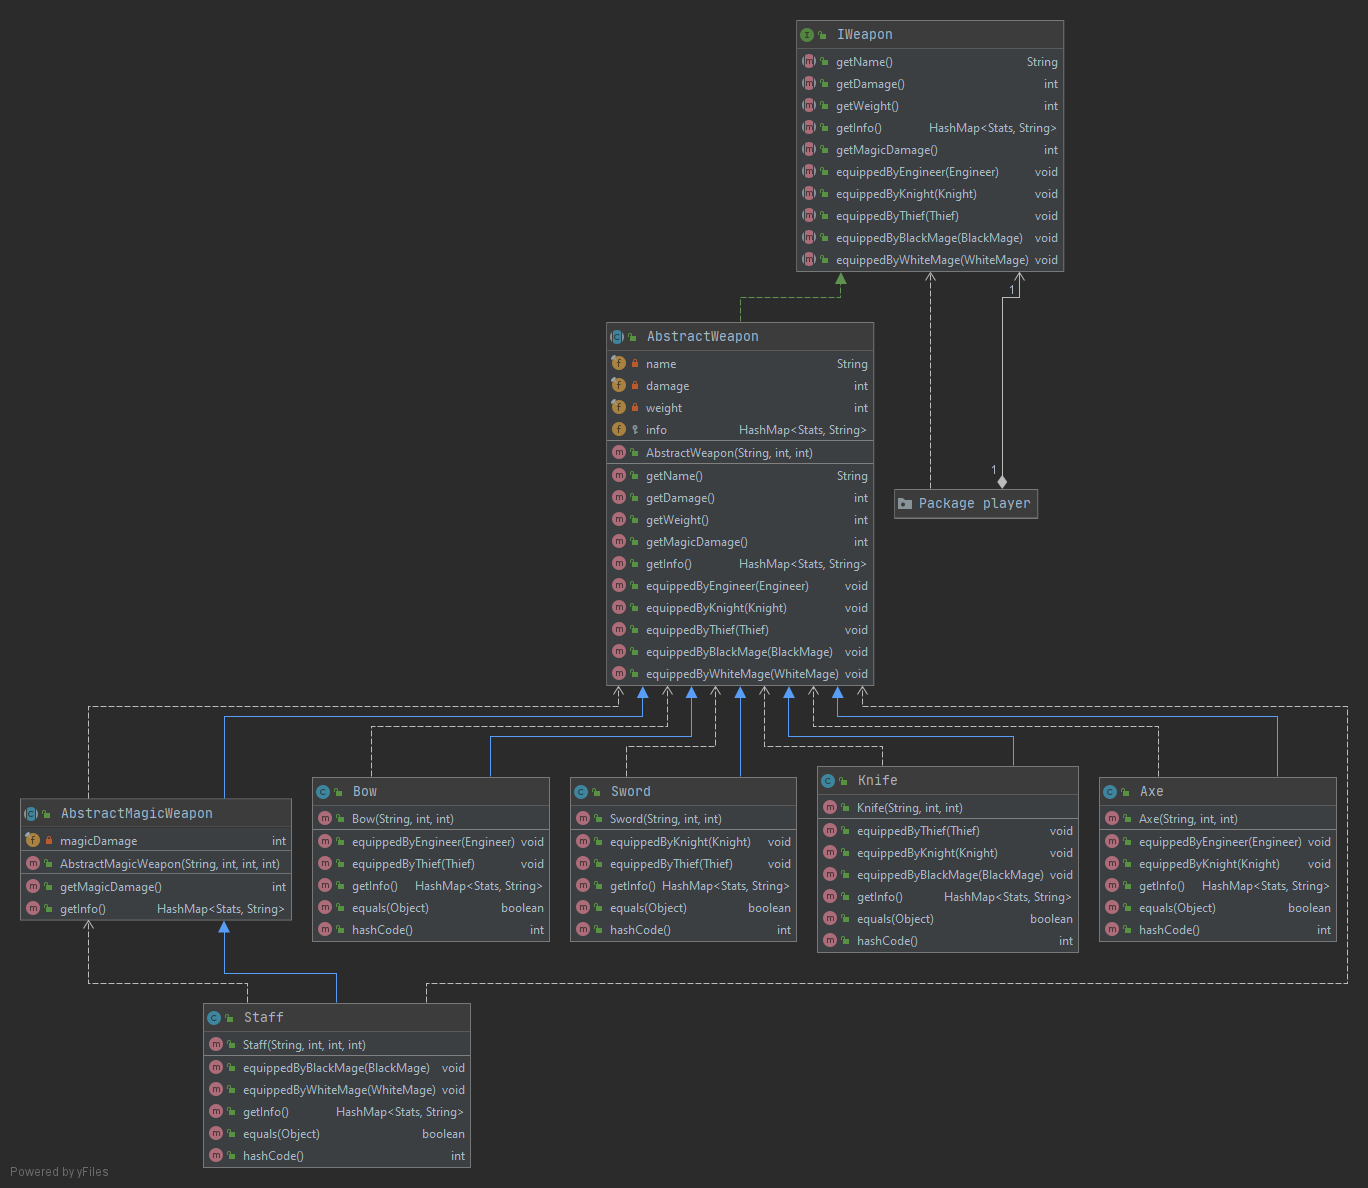 IWeapon
getName() String
getDamage() int
getWeight() int
getInfo() HashMap<Stats, String>
getMagicDamage() int
equippedByEngineer(Engineer) void
equippedByKnight(Knight) void
equippedByThief(Thief) void
equippedByBlackMage(BlackMage) void
equippedByWhiteMage(WhiteMage) void
1
AbstractWeapon
name String
damage int
weight int
info HashMap<Stats, String>
AbstractWeapon(String, int, int)
getName() String
getDamage() int
getWeight() int
getMagicDamage() int
getInfo() HashMap<Stats, String>
equippedByEngineer(Engineer) void
equippedByKnight(Knight) void
equippedByThief(Thief) void
equippedByBlackMage(BlackMage) void
equippedByWhiteMage(WhiteMage) void
1
Package player
AbstractMagicWeapon
magicDamage int
AbstractMagicWeapon(String, int, int, int)
getMagicDamage() int
getInfo() HashMap<Stats, String>
Bow
Bow(String, int, int)
equippedByEngineer(Engineer) void
equippedByThief(Thief) void
getInfo() HashMap<Stats, String>
equals(Object) boolean
hashCode() int
Sword
Sword(String, int, int)
equippedByKnight(Knight) void
equippedByThief(Thief) void
getInfo() HashMap<Stats, String>
equals(Object) boolean
hashCode() int
Knife
Knife(String, int, int)
equippedByThief(Thief) void
equippedByKnight(Knight) void
equippedByBlackMage(BlackMage) void
getInfo() HashMap<Stats, String>
equals(Object) boolean
hashCode() int
Axe
Axe(String, int, int)
equippedByEngineer(Engineer) void
equippedByKnight(Knight) void
getInfo() HashMap<Stats, String>
equals(Object) boolean
hashCode() int
Staff
Staff(String, int, int, int)
equippedByBlackMage(BlackMage) void
equippedByWhiteMage(WhiteMage) void
getInfo() HashMap<Stats, String>
equals(Object) boolean
hashCode() int
Powered by yFiles